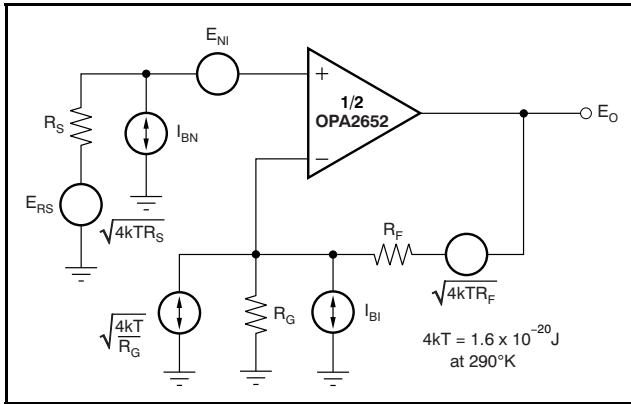 E_NI
+
1/2
OPA2652
−
E_O
R_S
I_BN
E_RS
√4kTR_S
R_F
√4kTR_F
√4kT/R_G
R_G
I_BI
4kT = 1.6 x 10^−20 J
at 290°K